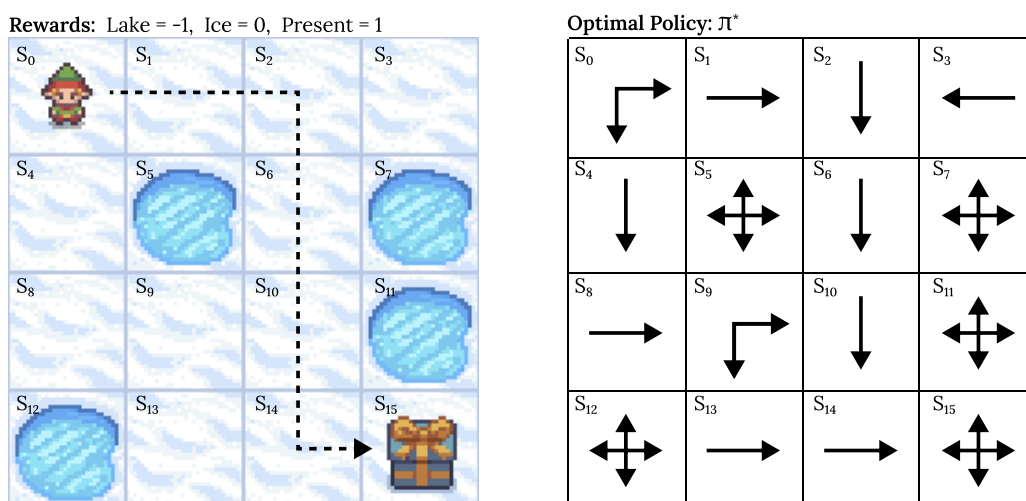 Rewards: Lake = -1, Ice = 0, Present = 1
S0 S1 S2 S3
S4 S5 S6 S7
S8 S9 S10 S11
S12 S13 S14 S15
Optimal Policy: π*
S0 S1 S2 S3
S4 S5 S6 S7
S8 S9 S10 S11
S12 S13 S14 S15